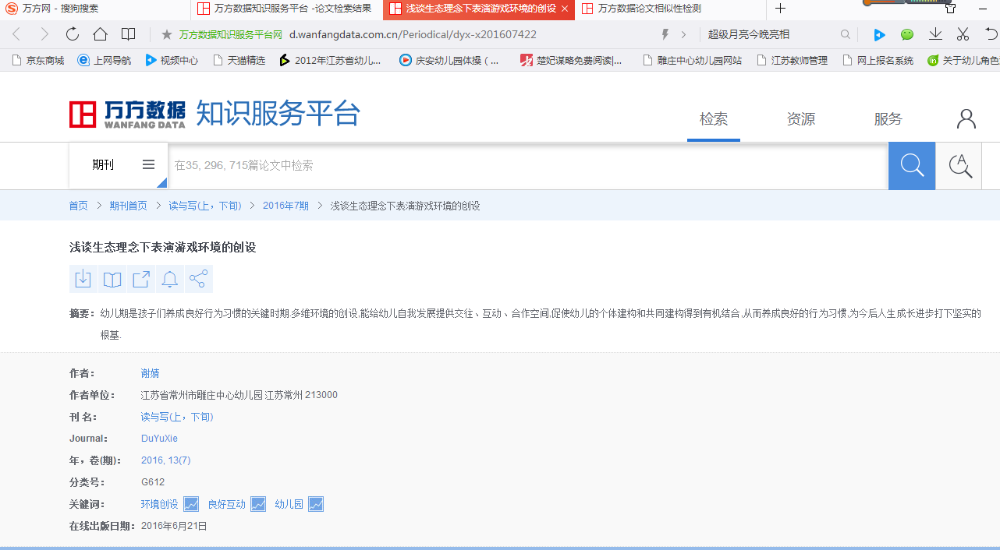 万方网 - 搜狗搜索
万方数据知识服务平台 -论文检索结果
浅谈生态理念下表演游戏环境的创设
万方数据论文相似性检测
万方数据知识服务平台网 d.wanfangdata.com.cn/Periodical/dyx-x201607422 超级月亮今晚亮相
京东商城 上网导航 视频中心 天猫精选 2012年江苏省幼儿... 庆安幼儿园体操（... 楚妃谋略免费阅读|... 雕庄中心幼儿园网站 江苏教师管理 网上报名系统 关于幼儿角色
万方数据 知识服务平台
WANFANG DATA
检索 资源 服务
期刊 在35, 296, 715篇论文中检索
首页 > 期刊首页 > 读与写(上，下旬) > 2016年7期 > 浅谈生态理念下表演游戏环境的创设
浅谈生态理念下表演游戏环境的创设
摘要：幼儿期是孩子们养成良好行为习惯的关键时期.多维环境的创设,能给幼儿自我发展提供交往、互动、合作空间,促使幼儿的个体建构和共同建构得到有机结合,从而养成良好的行为习惯,为今后人生成长进步打下坚实的
根基.
作者： 谢婧
作者单位： 江苏省常州市雕庄中心幼儿园 江苏常州 213000
刊 名： 读与写(上，下旬)
Journal： DuYuXie
年，卷(期)： 2016, 13(7)
分类号： G612
关键词： 环境创设 良好互动 幼儿园
在线出版日期： 2016年6月21日